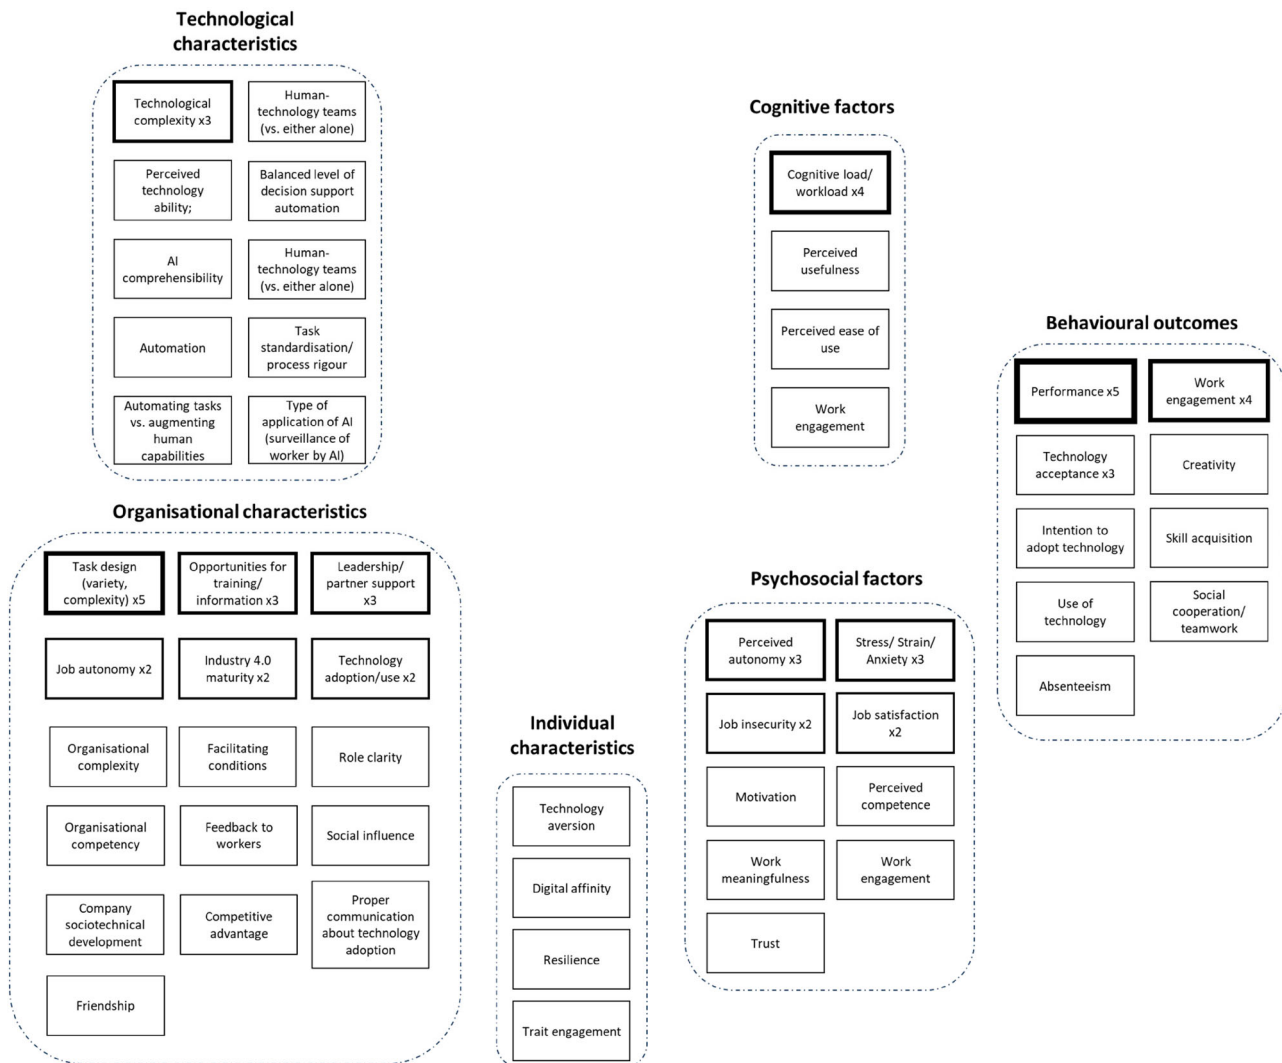 Technological
characteristics
Technological
complexity x3
Human-
technology teams
(vs. either alone)
Perceived
technology
ability;
Balanced level of
decision support
automation
AI
comprehensibility
Human-
technology teams
(vs. either alone)
Automation
Task
standardisation/
process rigour
Automating tasks
vs. augmenting
human
capabilities
Type of
application of AI
(surveillance of
worker by AI)
Organisational characteristics
Task design
(variety,
complexity) x5
Opportunities for
training/
information x3
Leadership/
partner support
x3
Job autonomy x2
Industry 4.0
maturity x2
Technology
adoption/use x2
Organisational
complexity
Facilitating
conditions
Role clarity
Organisational
competency
Feedback to
workers
Social influence
Company
sociotechnical
development
Competitive
advantage
Proper
communication
about technology
adoption
Friendship
Individual
characteristics
Technology
aversion
Digital affinity
Resilience
Trait engagement
Cognitive factors
Cognitive load/
workload x4
Perceived
usefulness
Perceived ease of
use
Work
engagement
Psychosocial factors
Perceived
autonomy x3
Stress/ Strain/
Anxiety x3
Job insecurity x2
Job satisfaction
x2
Motivation
Perceived
competence
Work
meaningfulness
Work
engagement
Trust
Behavioural outcomes
Performance x5
Work
engagement x4
Technology
acceptance x3
Creativity
Intention to
adopt technology
Skill acquisition
Use of
technology
Social
cooperation/
teamwork
Absenteeism